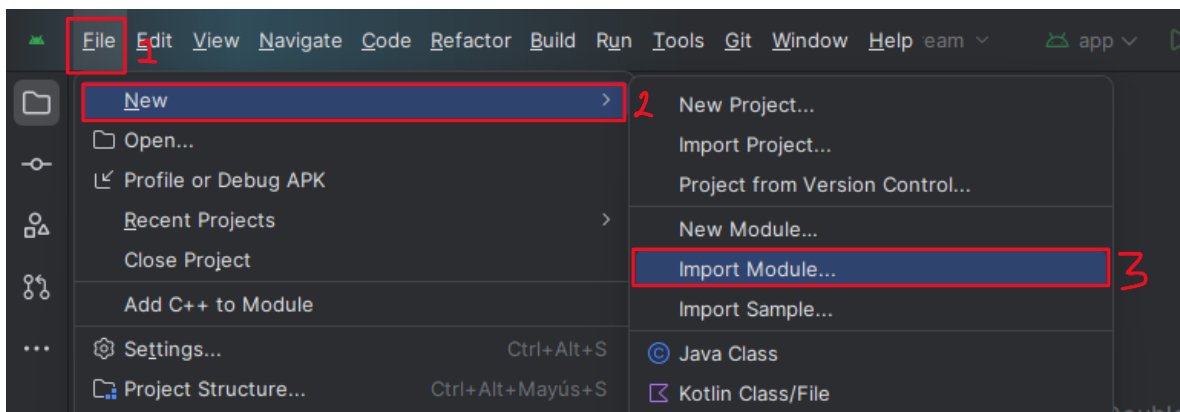 File Edit View Navigate Code Refactor Build Run Tools Git Window Help eam app
1
New
2
Open...
Profile or Debug APK
Recent Projects
Close Project
Add C++ to Module
Settings... Ctrl+Alt+S
Project Structure... Ctrl+Alt+Mayús+S
New Project...
Import Project...
Project from Version Control...
New Module...
Import Module...
3
Import Sample...
Java Class
Kotlin Class/File